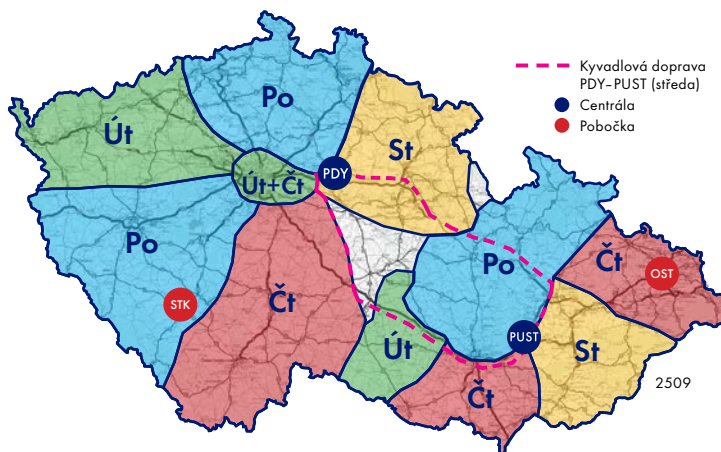 Kyvadlová doprava
PDY–PUST (středa)
Centrála
Pobočka
Po
Út
St
PDY
Út+Čt
Po
Po
Čt
OST
STK
Čt
PUST
Út
St
Čt
2509